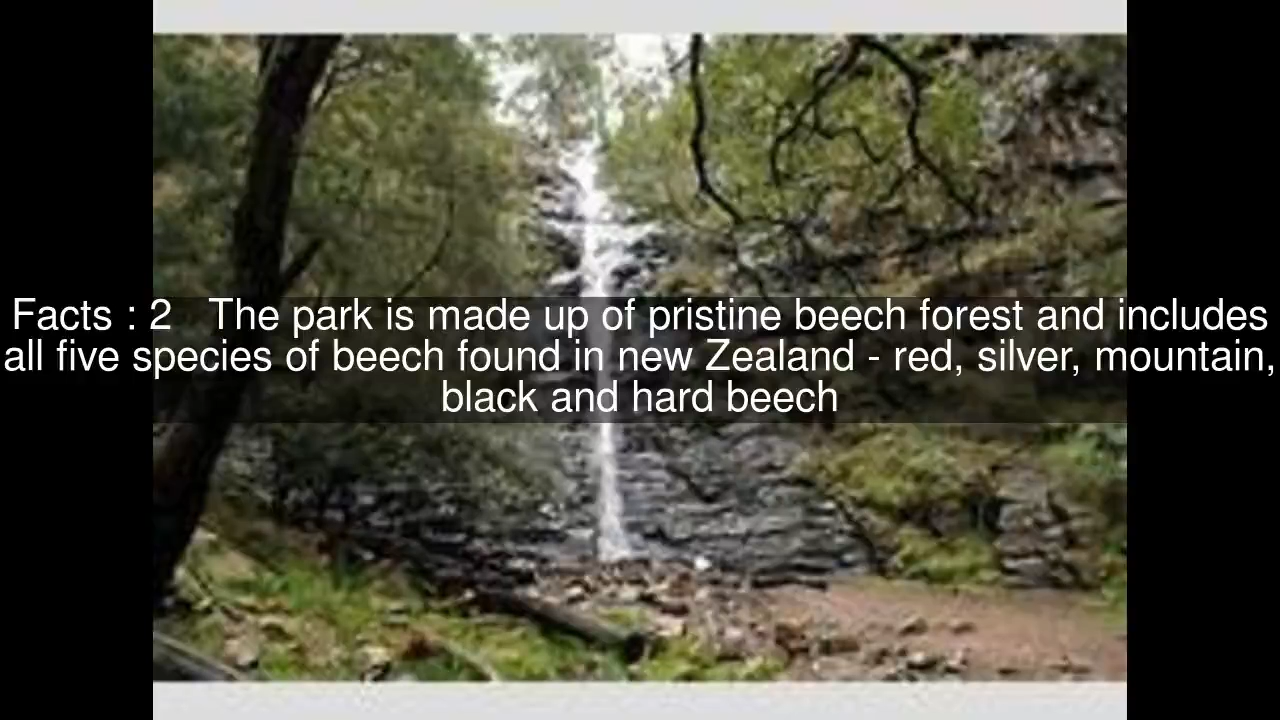 Facts : 2   The park is made up of pristine beech forest and includes
all five species of beech found in new Zealand - red, silver, mountain,
black and hard beech